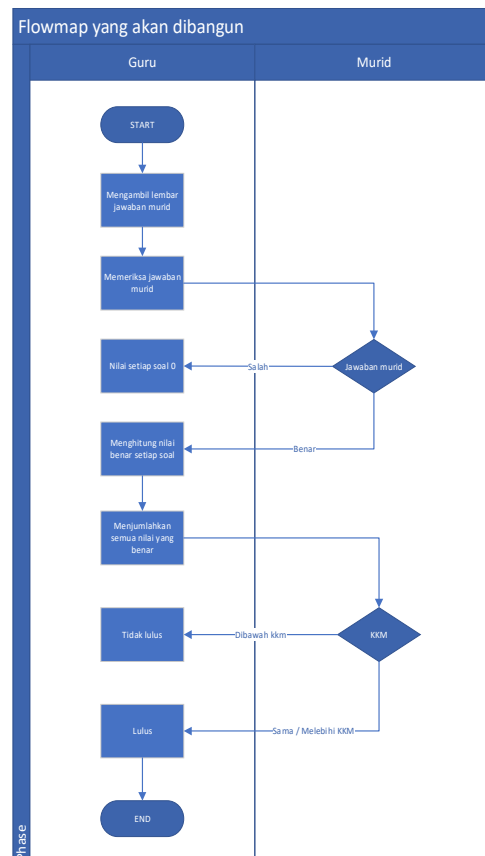 Flowmap yang akan dibangun
Guru
Murid
START
Mengambil lembar
jawaban murid
Memeriksa jawaban
murid
Nilai setiap soal 0
Salah
Jawaban murid
Menghitung nilai
benar setiap soal
Benar
Menjumlahkan
semua nilai yang
benar
Tidak lulus
Dibawah kkm
KKM
Lulus
Sama / Melebihi KKM
END
Phase